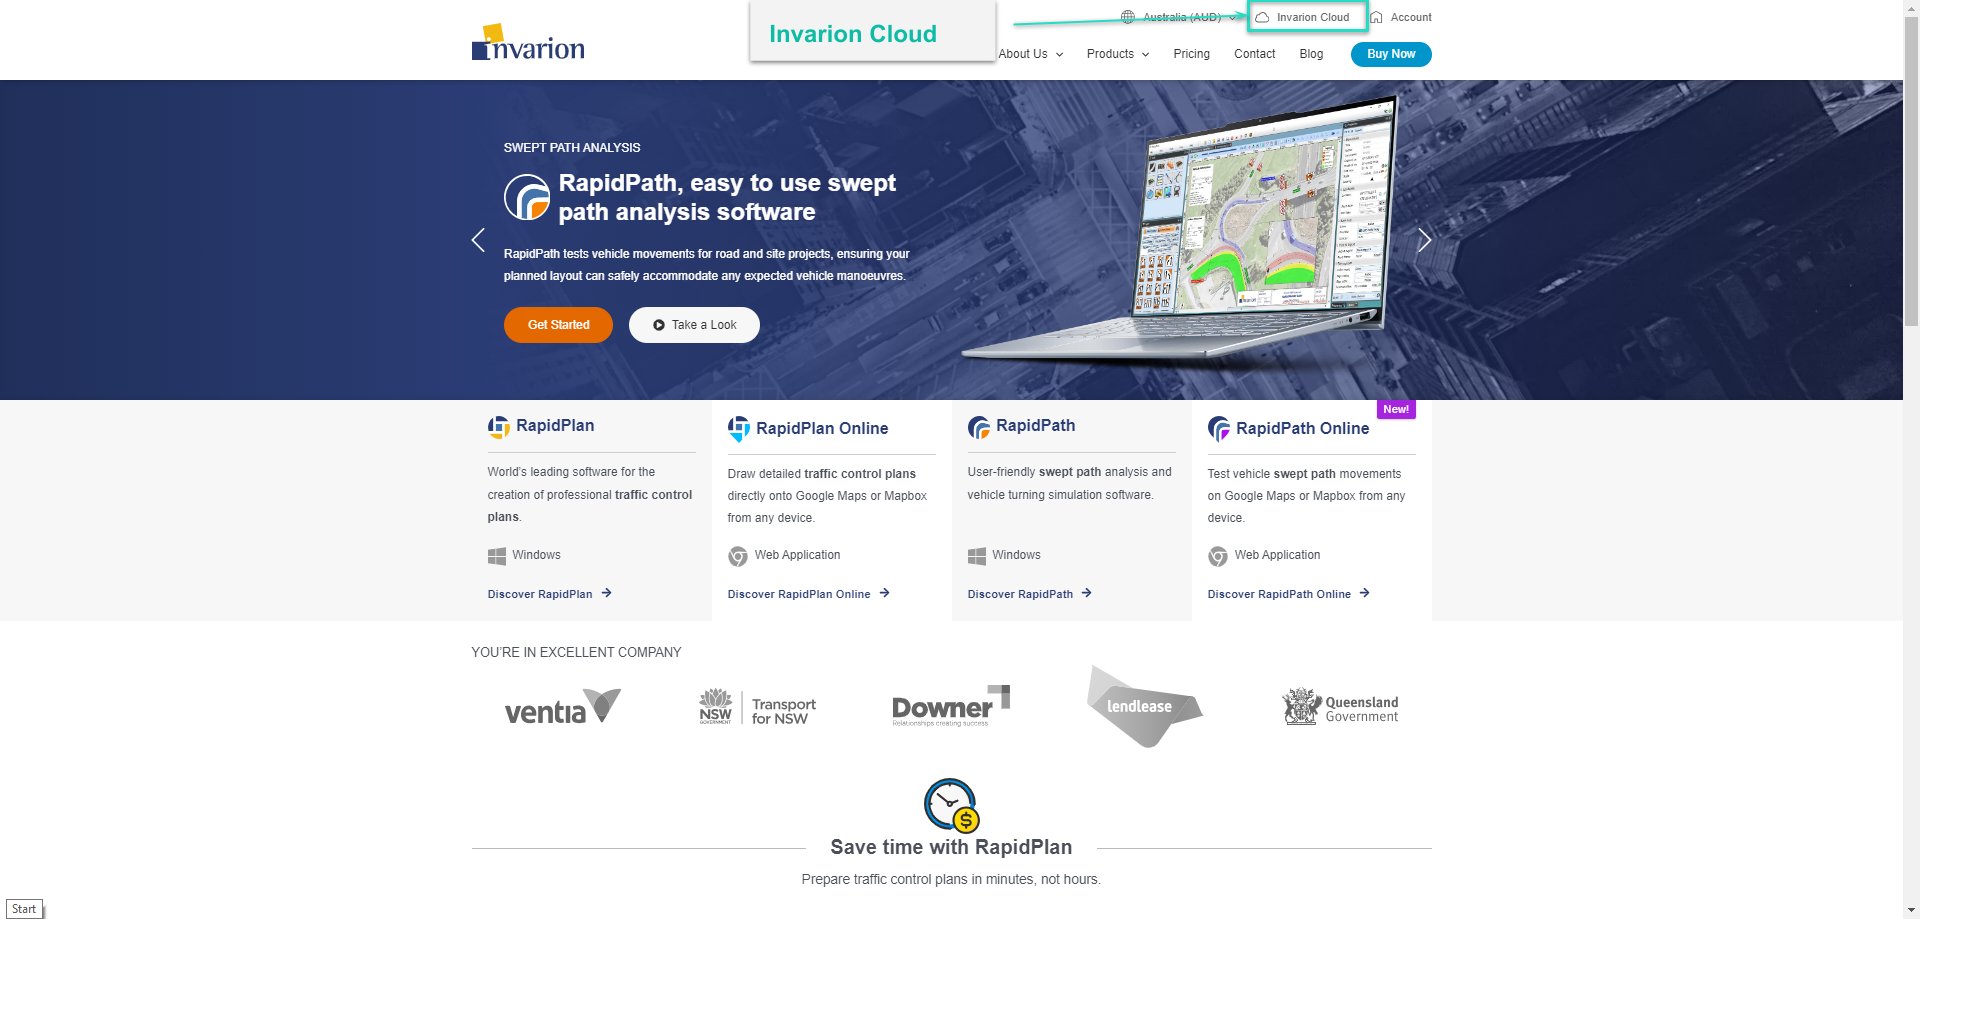 Australia (AUD)
Invarion Cloud
Account
Invarion Cloud
invarion
About Us
Products
Pricing
Contact
Blog
Buy Now
SWEPT PATH ANALYSIS
RapidPath, easy to use swept
path analysis software
RapidPath tests vehicle movements for road and site projects, ensuring your
planned layout can safely accommodate any expected vehicle manoeuvres.
Get Started
Take a Look
invarion
New!
RapidPlan
World's leading software for the
creation of professional traffic control
plans.
Windows
Discover RapidPlan
RapidPlan Online
Draw detailed traffic control plans
directly onto Google Maps or Mapbox
from any device.
Web Application
Discover RapidPlan Online
RapidPath
User-friendly swept path analysis and
vehicle turning simulation software.
Windows
Discover RapidPath
RapidPath Online
Test vehicle swept path movements
on Google Maps or Mapbox from any
device.
Web Application
Discover RapidPath Online
YOU'RE IN EXCELLENT COMPANY
ventia
NSW
GOVERNMENT
Transport
for NSW
Downer
Relationships creating success
lendlease
Queensland
Government
Save time with RapidPlan
Prepare traffic control plans in minutes, not hours.
Start